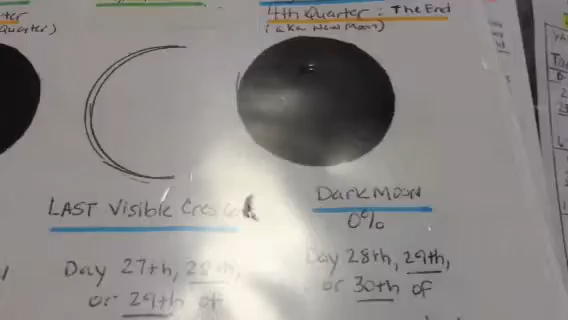 4th Quarter: The End
Quarter)
(aka New Moon)
LAST Visible
Dark Moon
0%
Day 27th, 28th,
or 29th of
Day 28th, 29th,
or 30th of